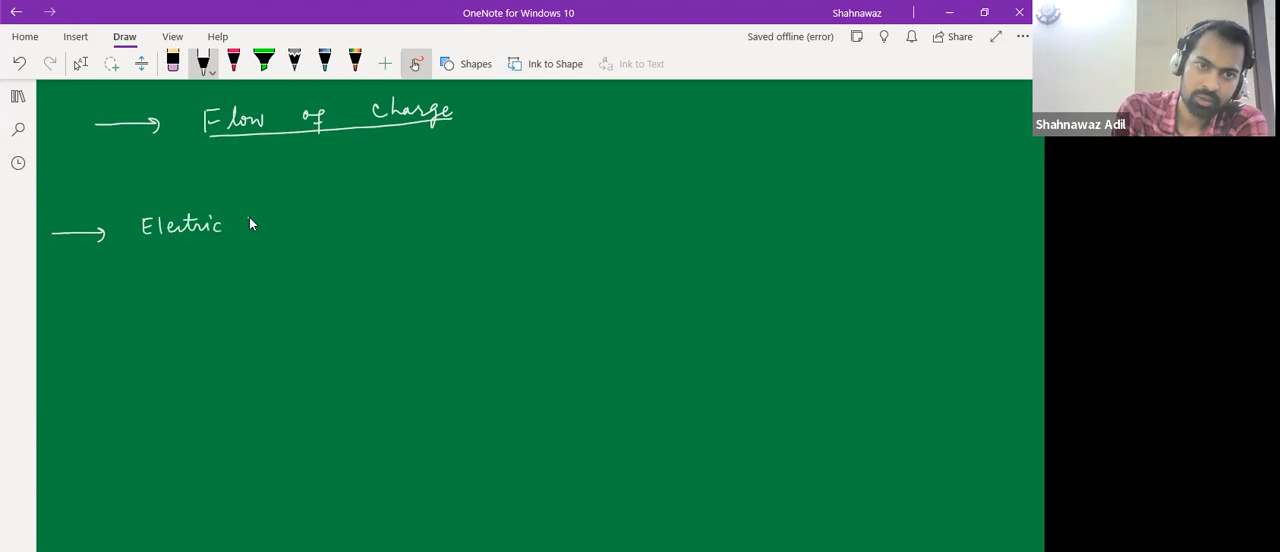 OneNote for Windows 10
Shahnawaz
Home Insert Draw View Help
Saved offline (error) Share
Shapes Ink to Shape Ink to Text
Shahnawaz Adil
Flow of charge
Electric